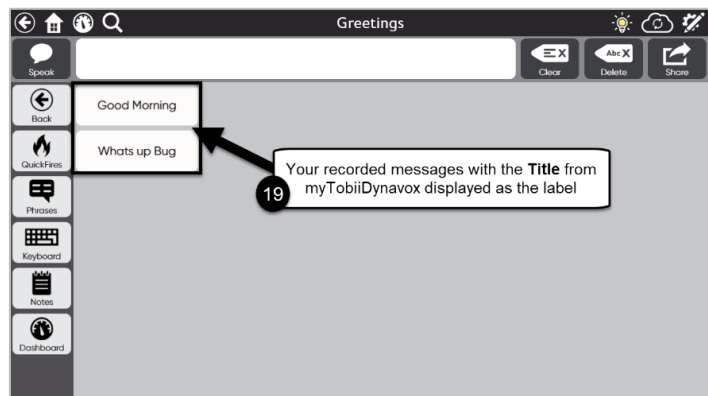 Greetings
Speak
Clear
Abc X
Delete
Share
Back
Good Morning
QuickFires
Whats up Bug
Your recorded messages with the Title from
myTobiiDynavox displayed as the label
19
Phrases
Keyboard
Notes
Dashboard